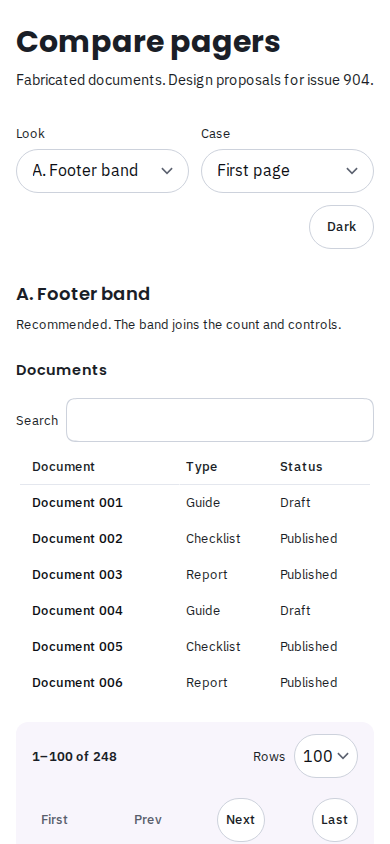 Compare pagers
Fabricated documents. Design proposals for issue 904.
Look Case
A. Footer band First page
Dark
A. Footer band
Recommended. The band joins the count and controls.
Documents
Search
Document Type Status
Document 001 Guide Draft
Document 002 Checklist Published
Document 003 Report Published
Document 004 Guide Draft
Document 005 Checklist Published
Document 006 Report Published
1–100 of 248 Rows 100
First Prev Next Last